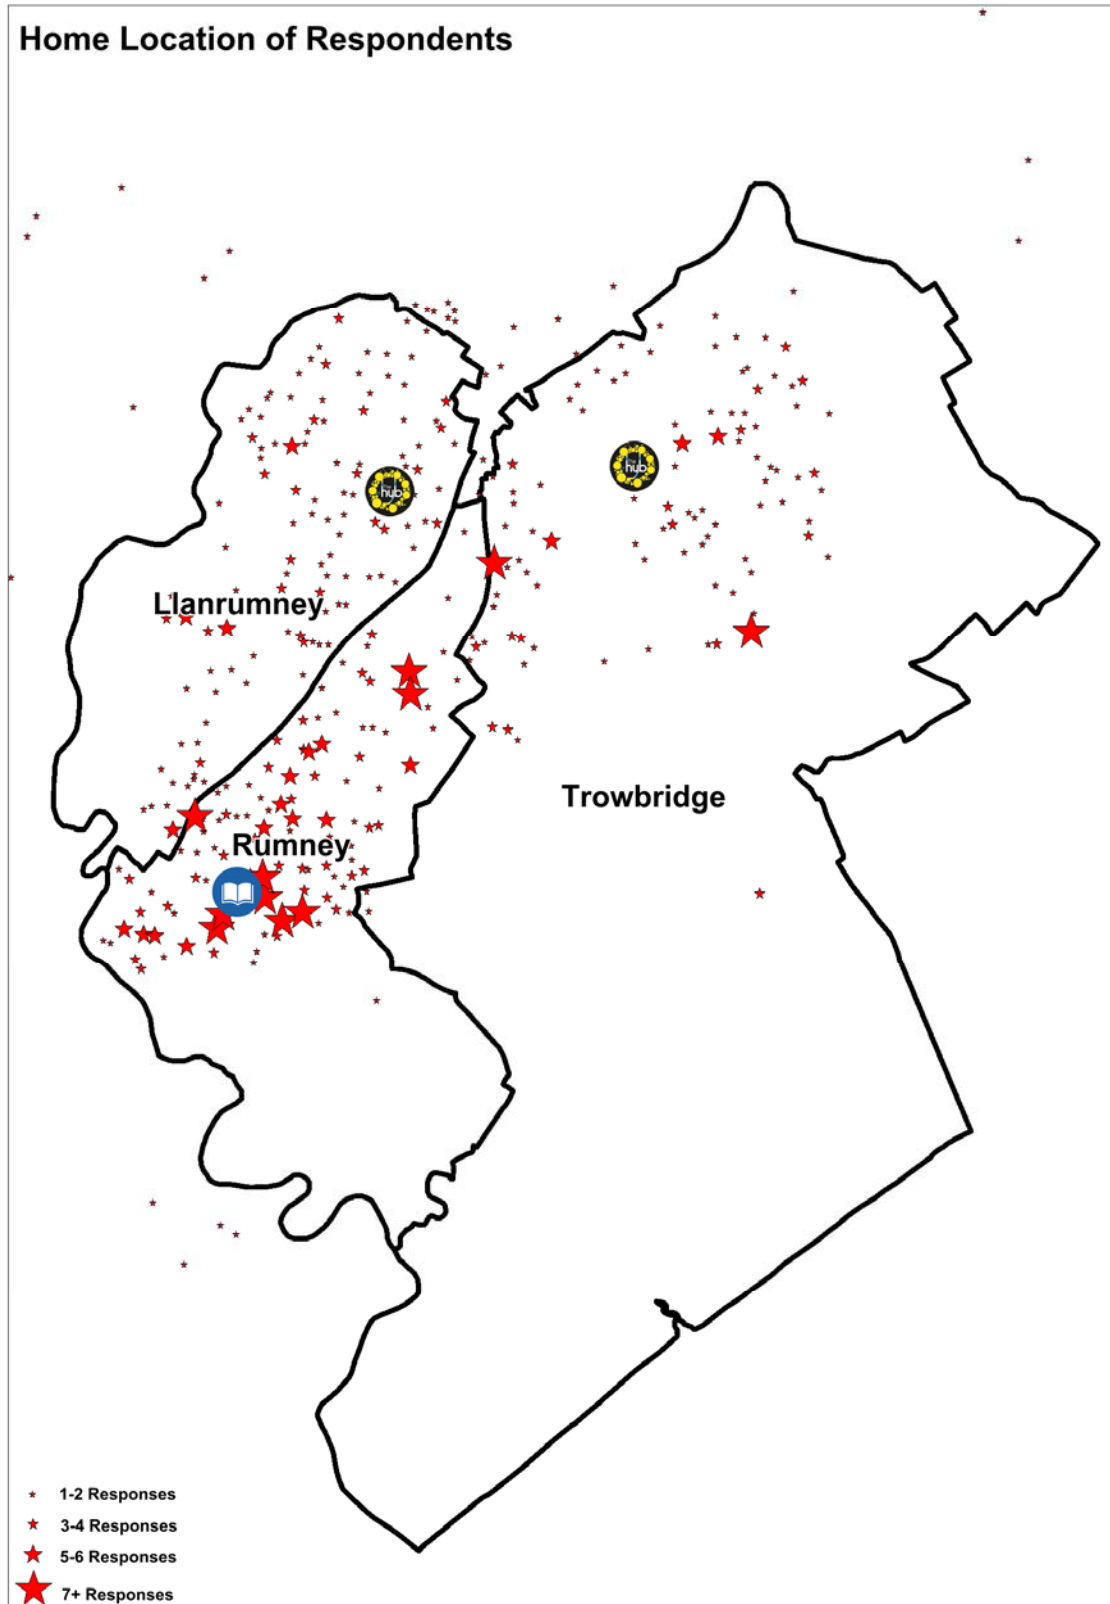 Home Location of Respondents
hub
hub
Llanrumney
Trowbridge
Rumney
1-2 Responses
3-4 Responses
5-6 Responses
7+ Responses